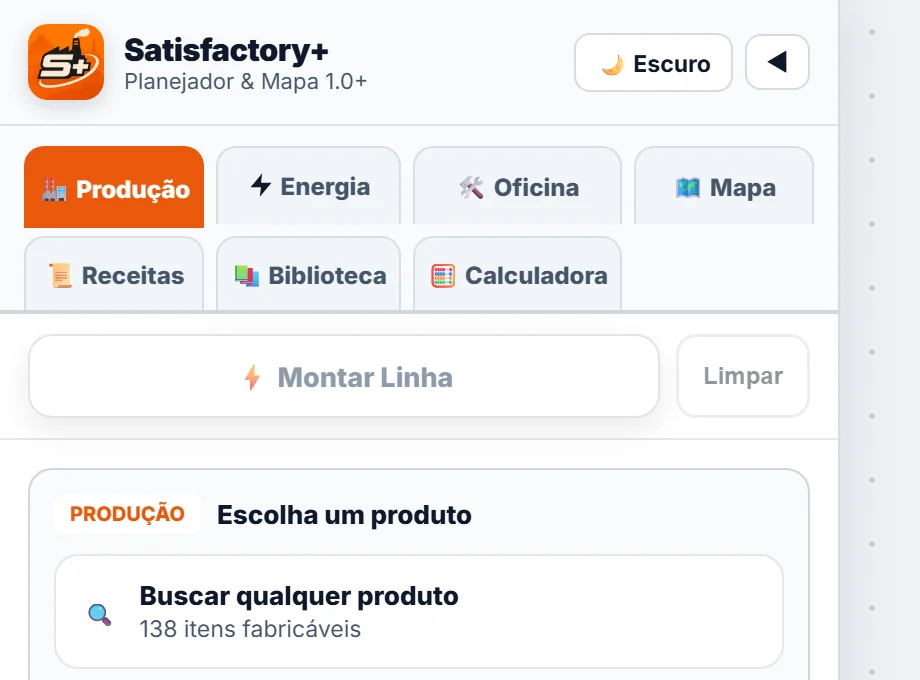 S+
Satisfactory+
Planejador & Mapa 1.0+
Escuro
Produção
Energia
Oficina
Mapa
Receitas
Biblioteca
Calculadora
Montar Linha
Limpar
PRODUÇÃO
Escolha um produto
Buscar qualquer produto
138 itens fabricáveis